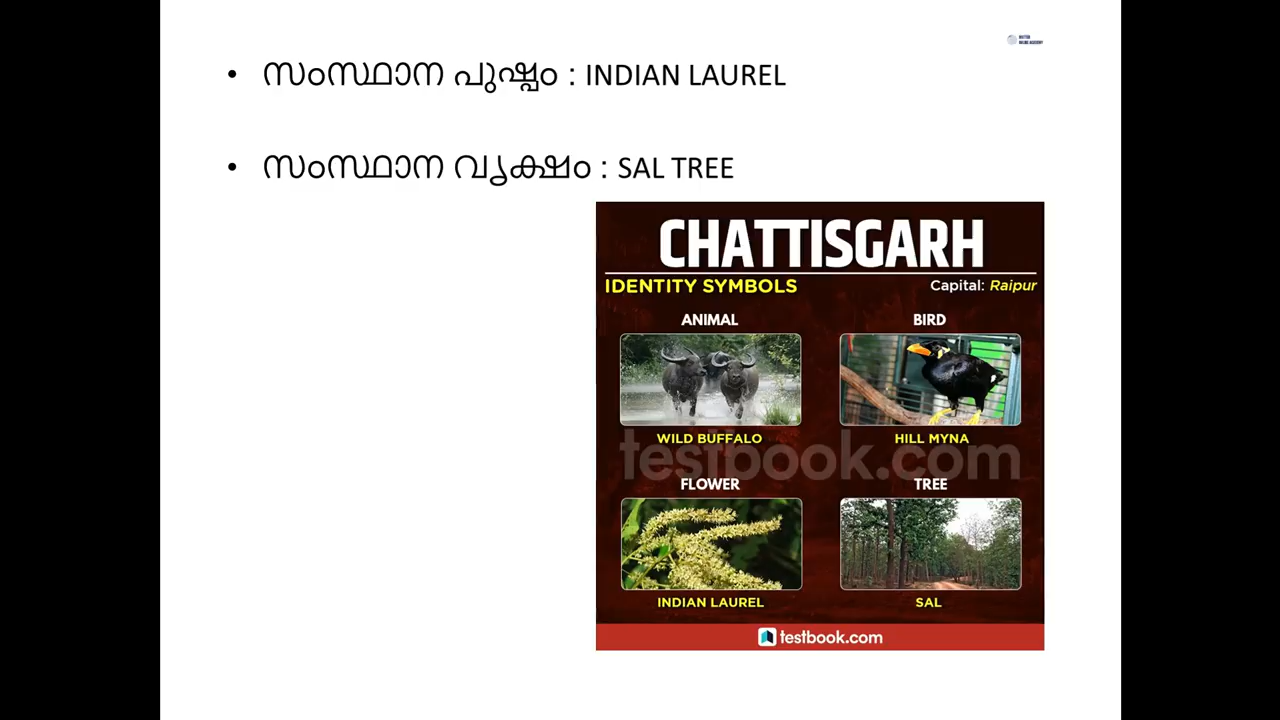 • സംസ്ഥാന പുഷ്പം : INDIAN LAUREL
• സംസ്ഥാന വൃക്ഷം : SAL TREE
CHATTISGARH
IDENTITY SYMBOLS Capital: Raipur
ANIMAL BIRD
WILD BUFFALO HILL MYNA
testbook.com
FLOWER TREE
INDIAN LAUREL SAL
testbook.com